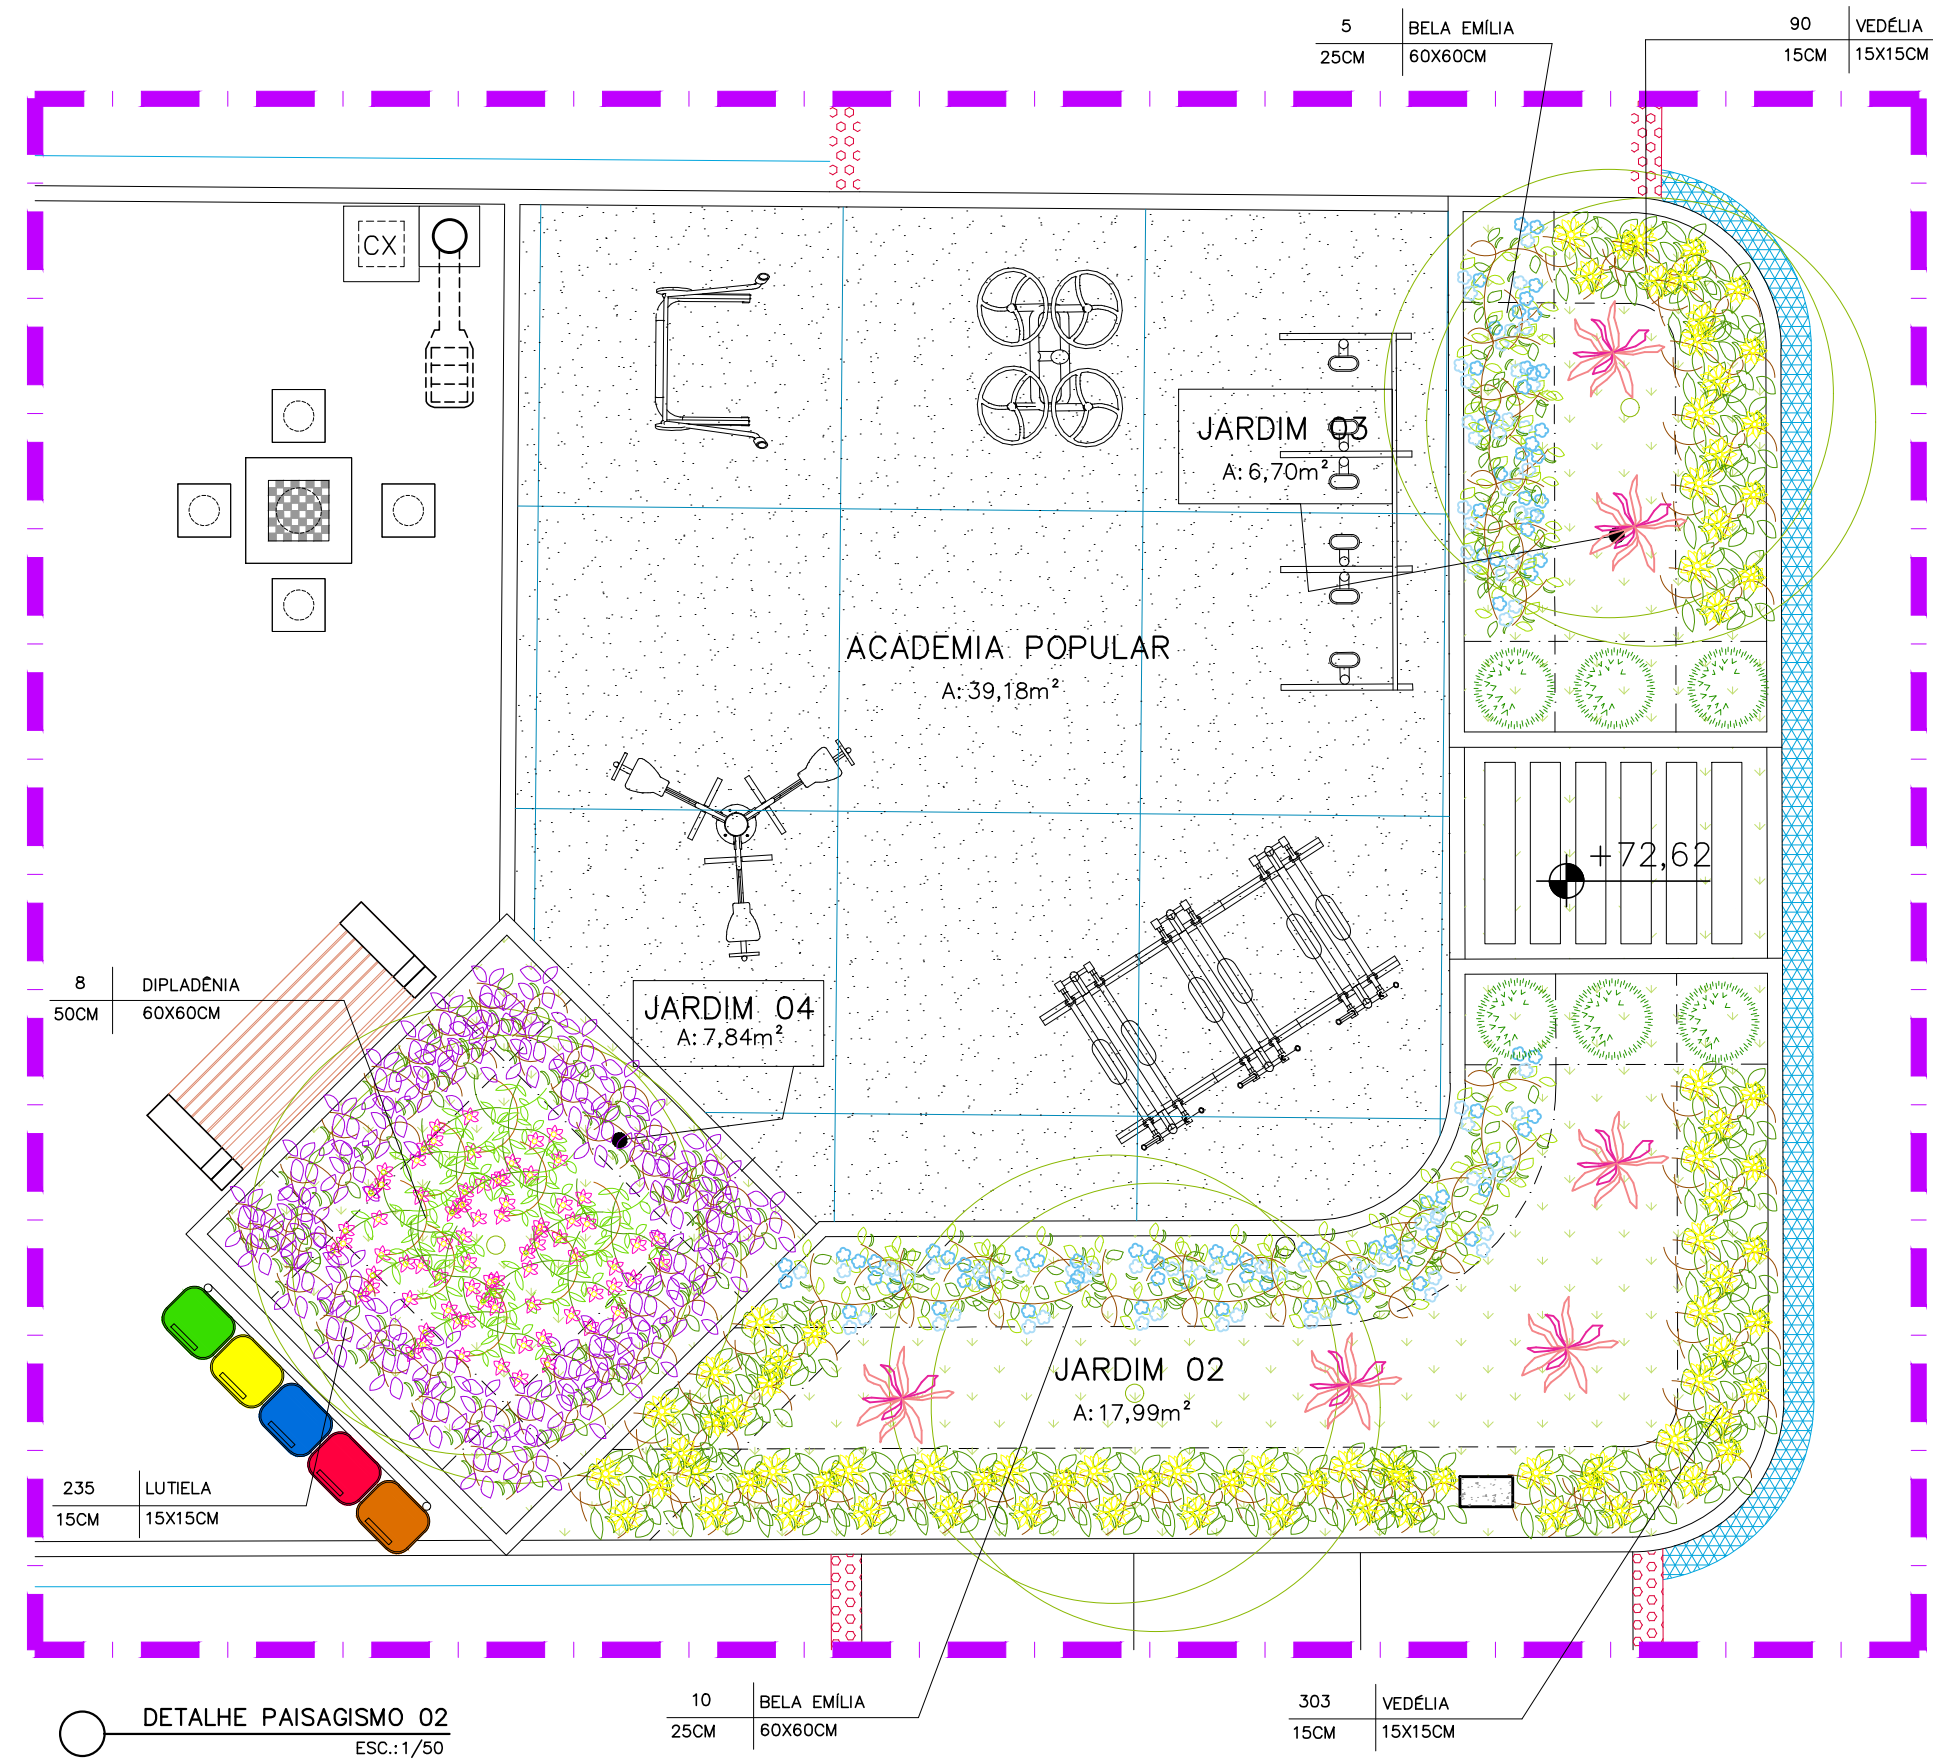 5 BELA EMÍLIA
25CM 60X60CM
90 VEDÉLIA
15CM 15X15CM
CX
JARDIM 03
A: 6,70m²
ACADEMIA POPULAR
A: 39,18m²
+72,62
8 DIPLADÊNIA
50CM 60X60CM
JARDIM 04
A: 7,84m²
JARDIM 02
A: 17,99m²
235 LUTIELA
15CM 15X15CM
10 BELA EMÍLIA
25CM 60X60CM
303 VEDÉLIA
15CM 15X15CM
DETALHE PAISAGISMO 02
ESC.: 1/50